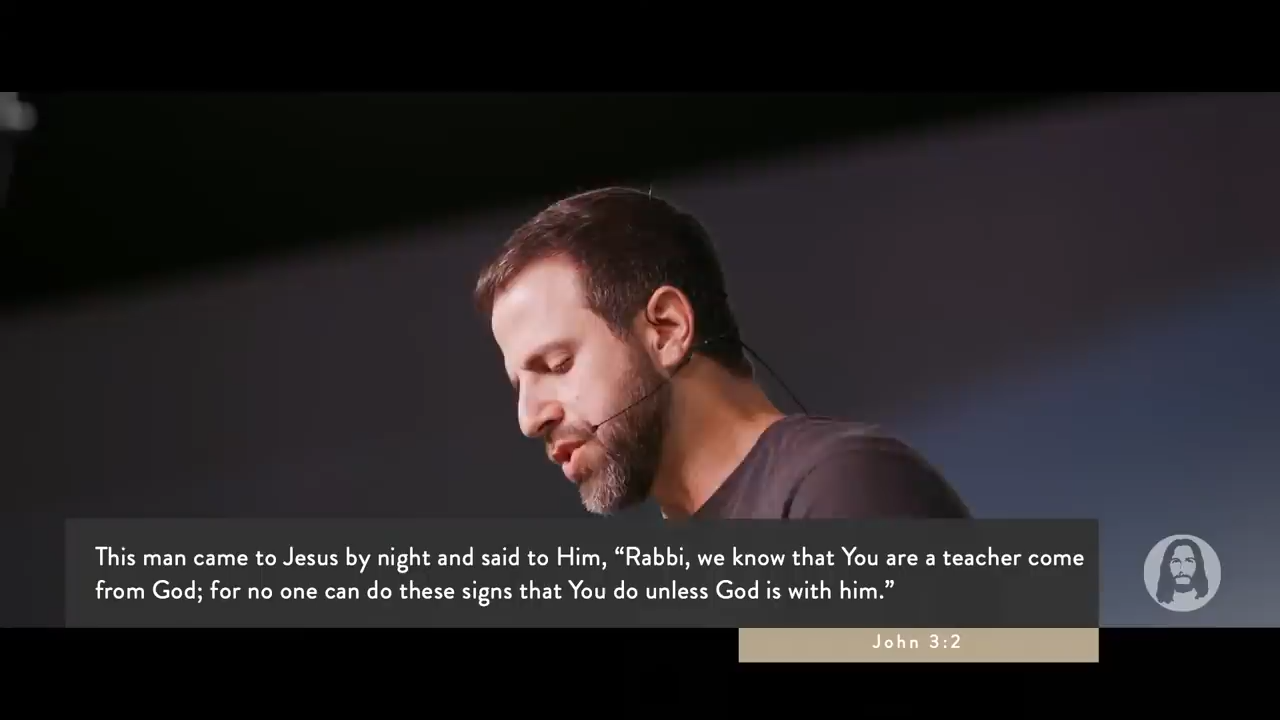 This man came to Jesus by night and said to Him, “Rabbi, we know that You are a teacher come
from God; for no one can do these signs that You do unless God is with him.”
John 3:2